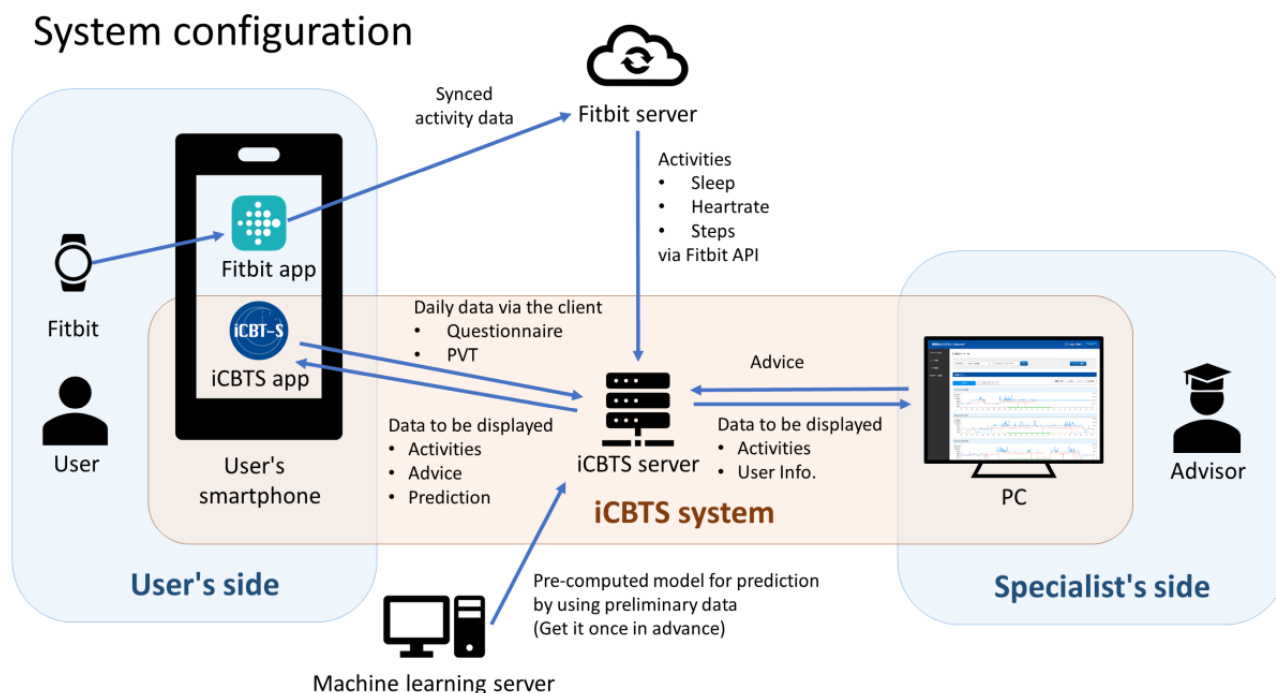 System configuration
Synced
activity data
Fitbit server
Activities
• Sleep
• Heartrate
• Steps
via Fitbit API
Fitbit app
Fitbit
iCBT-S
iCBTS app
User
User's
smartphone
Daily data via the client
• Questionnaire
• PVT
Data to be displayed
• Activities
• Advice
• Prediction
iCBTS server
Advice
Data to be displayed
• Activities
• User Info.
PC
Advisor
iCBTS system
User's side
Specialist's side
Pre-computed model for prediction
by using preliminary data
(Get it once in advance)
Machine learning server